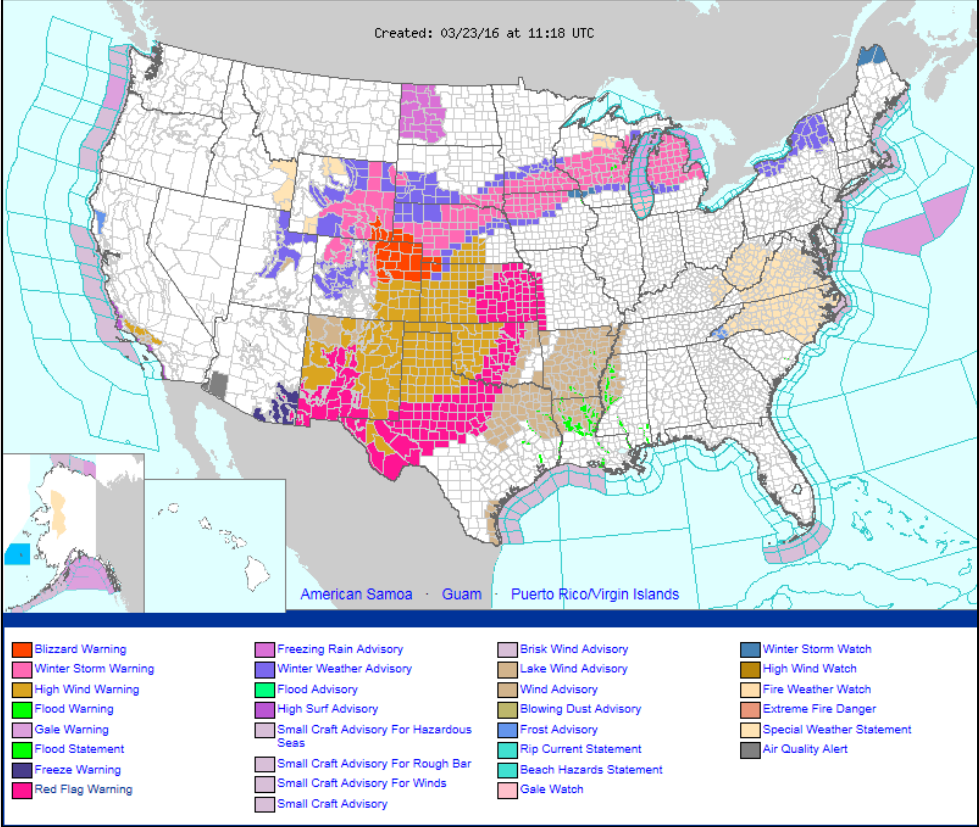 Created: 03/23/16 at 11:18 UTC
American Samoa · Guam · Puerto Rico/Virgin Islands
Blizzard Warning
Winter Storm Warning
High Wind Warning
Flood Warning
Gale Warning
Flood Statement
Freeze Warning
Red Flag Warning
Freezing Rain Advisory
Winter Weather Advisory
Flood Advisory
High Surf Advisory
Small Craft Advisory For Hazardous
Seas
Small Craft Advisory For Rough Bar
Small Craft Advisory For Winds
Small Craft Advisory
Brisk Wind Advisory
Lake Wind Advisory
Wind Advisory
Blowing Dust Advisory
Frost Advisory
Rip Current Statement
Beach Hazards Statement
Gale Watch
Winter Storm Watch
High Wind Watch
Fire Weather Watch
Extreme Fire Danger
Special Weather Statement
Air Quality Alert